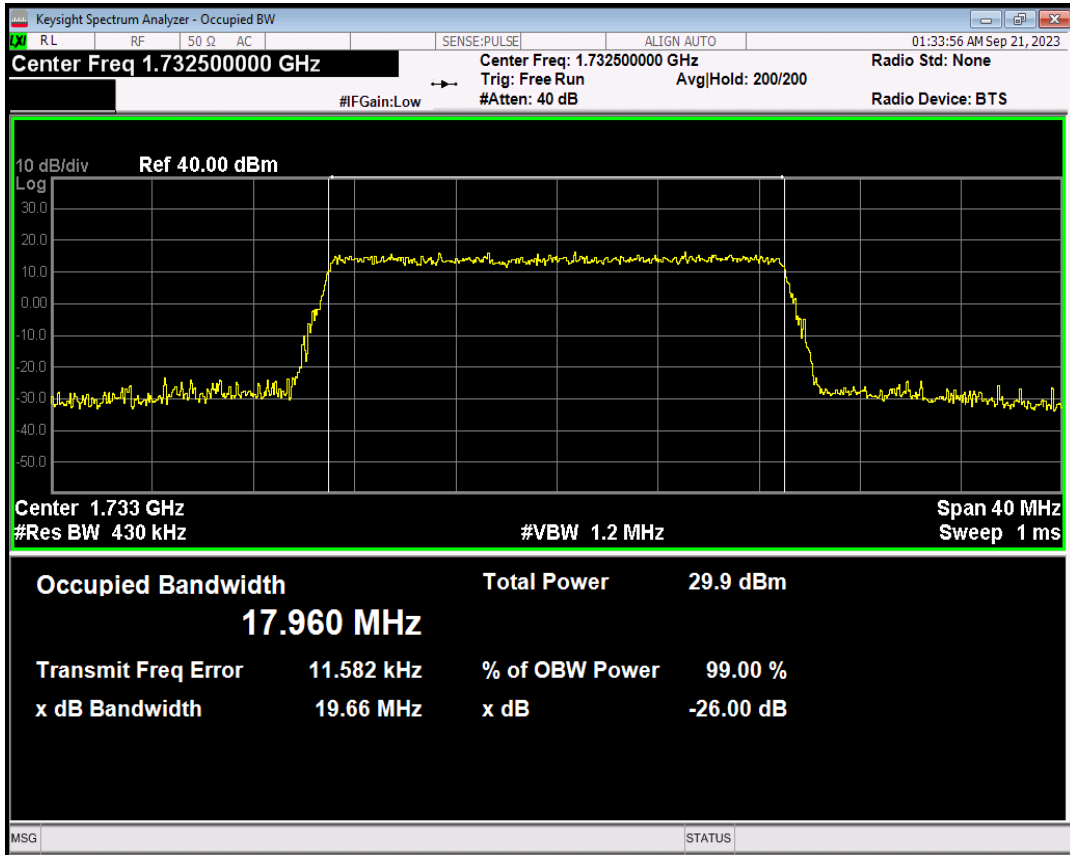 Keysight Spectrum Analyzer - Occupied BW
LXI RL RF 50 Ω AC SENSE:PULSE ALIGN AUTO 01:33:56 AM Sep 21, 2023
Center Freq 1.732500000 GHz Center Freq: 1.732500000 GHz Radio Std: None
Trig: Free Run Avg|Hold: 200/200
#IFGain:Low #Atten: 40 dB Radio Device: BTS
10 dB/div Ref 40.00 dBm
Log
30.0
20.0
10.0
0.00
-10.0
-20.0
-30.0
-40.0
-50.0
Center 1.733 GHz Span 40 MHz
#Res BW 430 kHz #VBW 1.2 MHz Sweep 1 ms
Occupied Bandwidth Total Power 29.9 dBm
17.960 MHz
Transmit Freq Error 11.582 kHz % of OBW Power 99.00 %
x dB Bandwidth 19.66 MHz x dB -26.00 dB
MSG STATUS